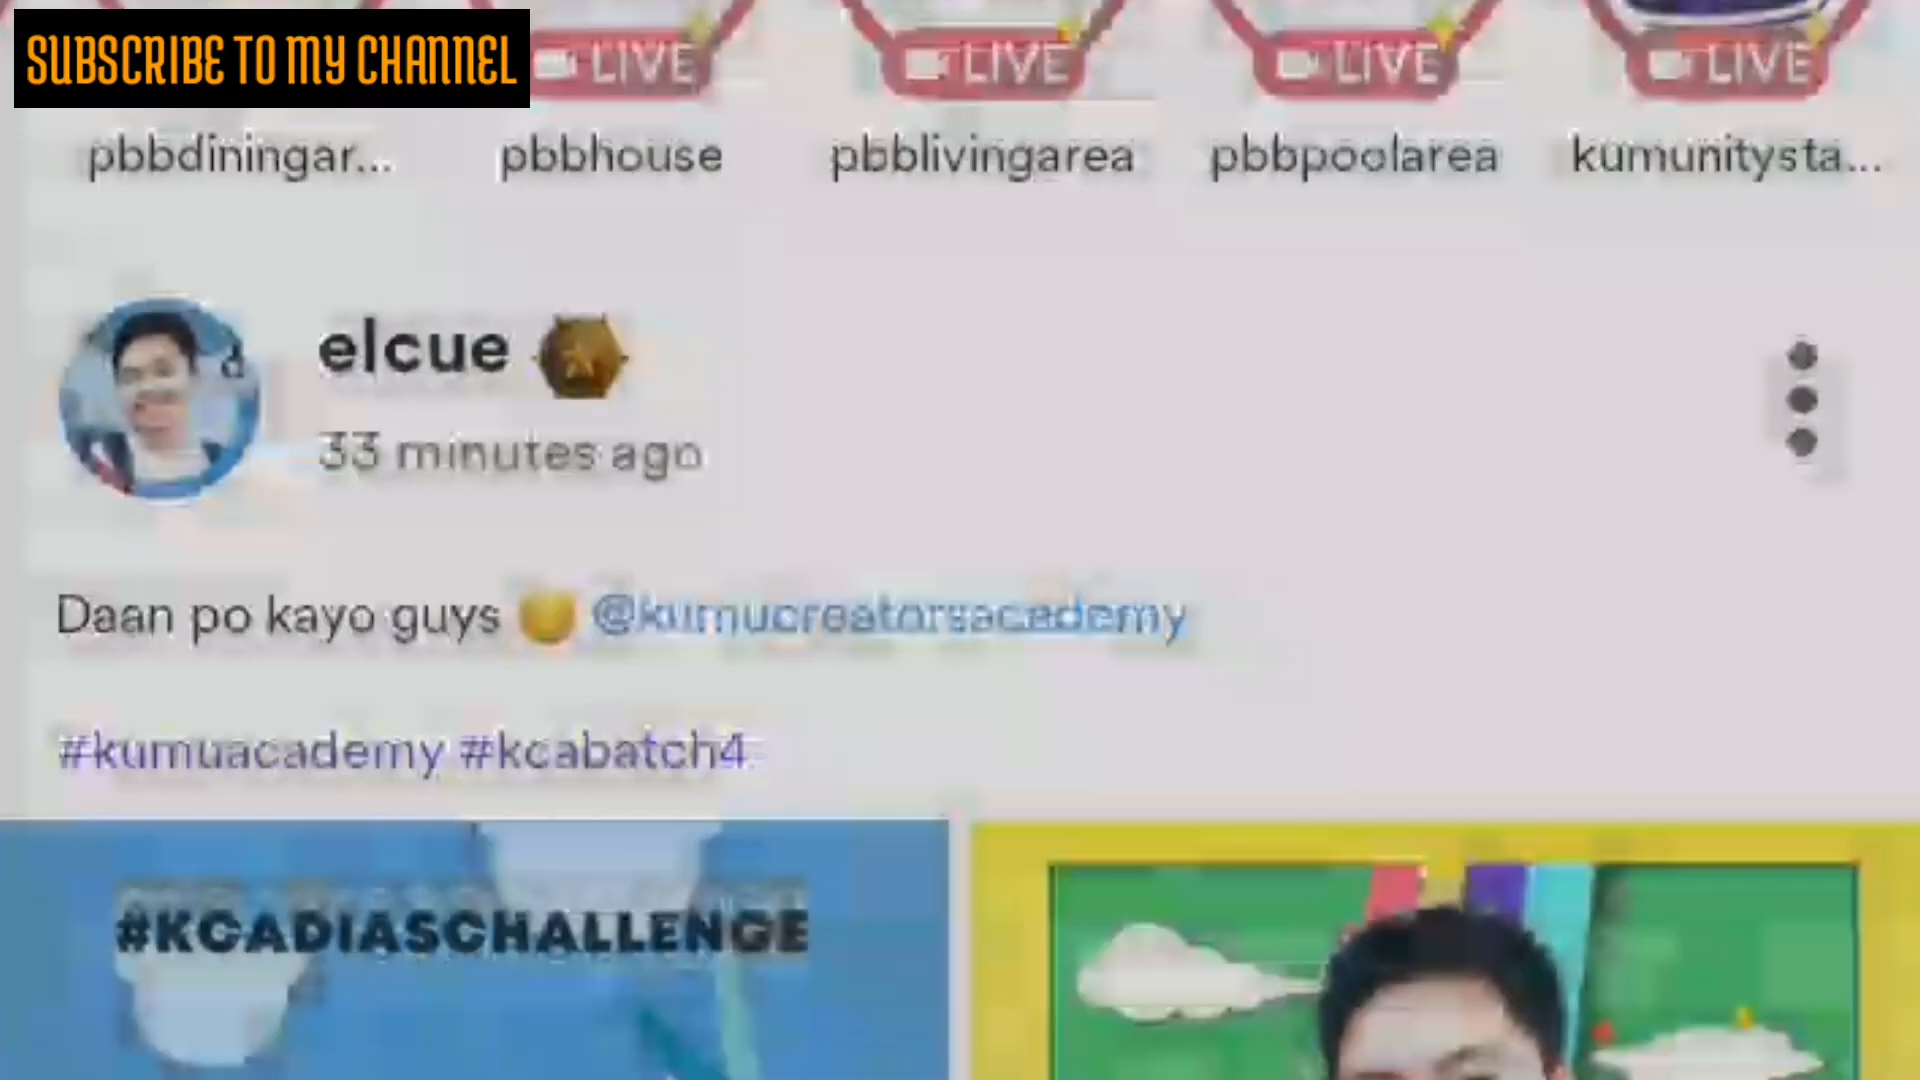 SUBSCRIBE TO MY CHANNEL
LIVE LIVE LIVE LIVE
pbbdiningar... pbbhouse pbblivingarea pbbpoolarea kumunitysta...
elcue
33 minutes ago
Daan po kayo guys @kumucreatorsacademy
#kumuacademy #kcabatch4
#KCADIASCHALLENGE